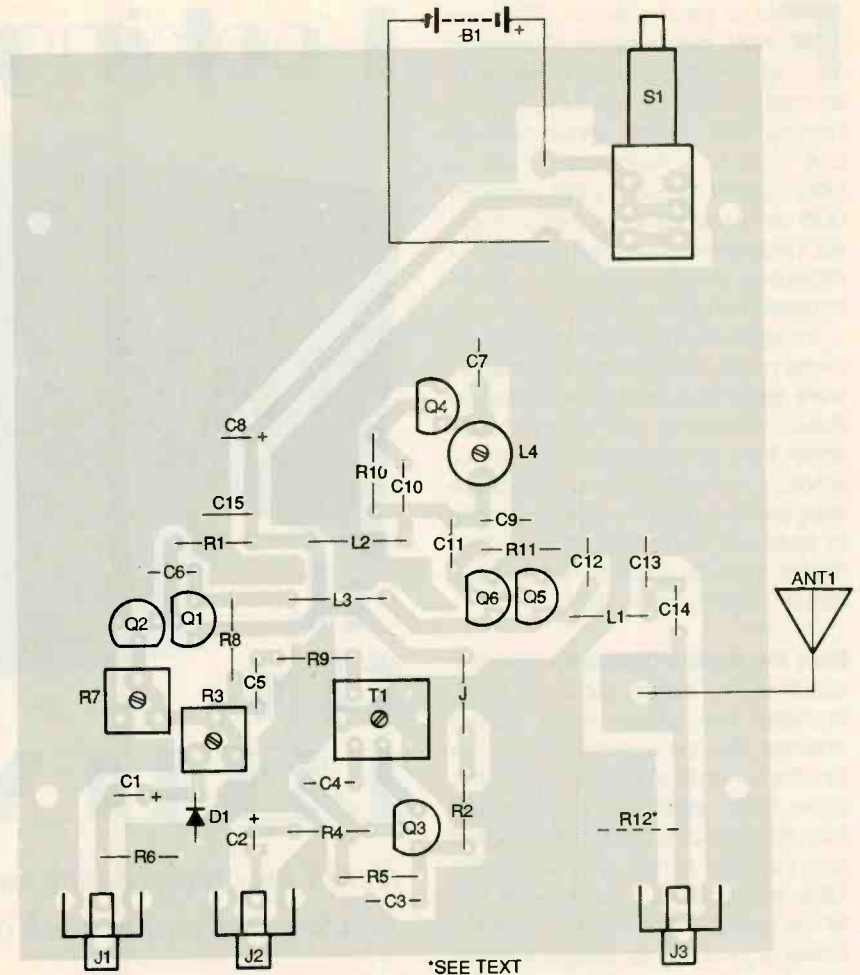 B1
+
S1
C7
Q4
C8
+
R10
C10
L4
C15
C9
R1
L2
C11
R11
C12
C13
C6
ANT1
Q2
Q1
L3
Q6
Q5
L1
C14
R8
R9
R7
R3
C5
T1
J
C1
+
D1
C4
R2
C2
+
R4
Q3
R12*
R6
R5
C3
J1
J2
J3
*SEE TEXT